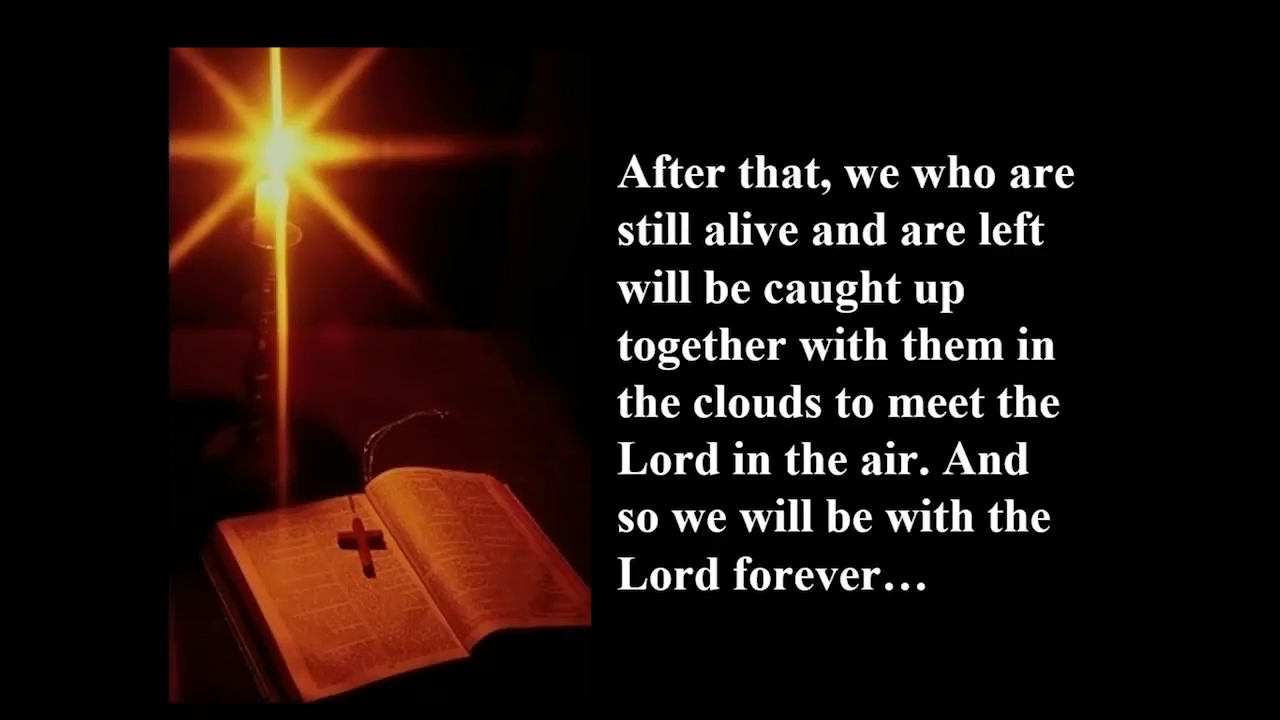 After that, we who are
still alive and are left
will be caught up
together with them in
the clouds to meet the
Lord in the air. And
so we will be with the
Lord forever…